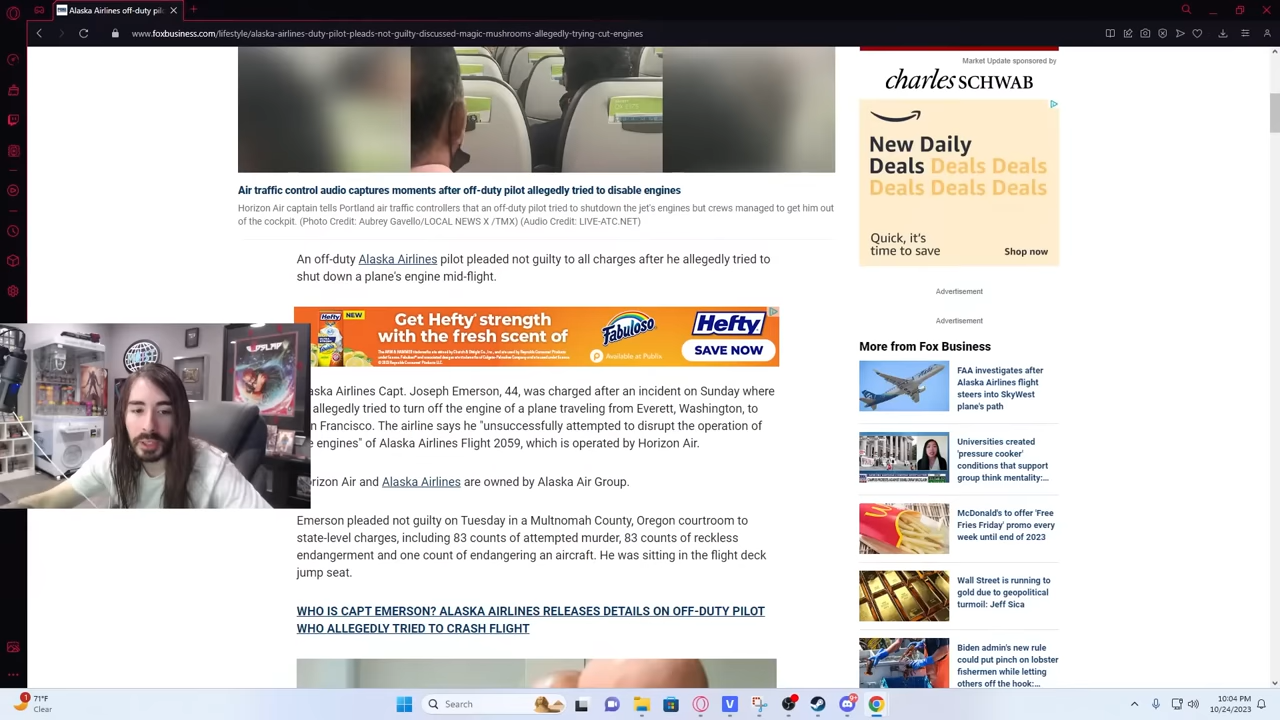 www.foxbusiness.com/lifestyle/alaska-airlines-duty-pilot-pleads-not-guilty-discussed-magic-mushrooms-allegedly-trying-cut-engines
Air traffic control audio captures moments after off-duty pilot allegedly tried to disable engines
Horizon Air captain tells Portland air traffic controllers that an off-duty pilot tried to shutdown the jet's engines but crews managed to get him out
of the cockpit. (Photo Credit: Aubrey Gavello/LOCAL NEWS X /TMX) (Audio Credit: LIVE-ATC.NET)
An off-duty Alaska Airlines pilot pleaded not guilty to all charges after he allegedly tried to
shut down a plane's engine mid-flight.
Hefty
NEW
Get Hefty strength
with the fresh scent of
Fabuloso
Available at Publix
Hefty
SAVE NOW
Airlines Capt. Joseph Emerson, 44, was charged after an incident on Sunday where
allegedly tried to turn off the engine of a plane traveling from Everett, Washington, to
n Francisco. The airline says he "unsuccessfully attempted to disrupt the operation of
e engines" of Alaska Airlines Flight 2059, which is operated by Horizon Air.
rizon Air and Alaska Airlines are owned by Alaska Air Group.
Emerson pleaded not guilty on Tuesday in a Multnomah County, Oregon courtroom to
state-level charges, including 83 counts of attempted murder, 83 counts of reckless
endangerment and one count of endangering an aircraft. He was sitting in the flight deck
jump seat.
WHO IS CAPT EMERSON? ALASKA AIRLINES RELEASES DETAILS ON OFF-DUTY PILOT
WHO ALLEGEDLY TRIED TO CRASH FLIGHT
Market Update sponsored by
charles SCHWAB
New Daily
Deals Deals Deals
Deals Deals Deals
Quick, it's
time to save
Shop now
Advertisement
Advertisement
More from Fox Business
FAA investigates after
Alaska Airlines flight
steers into SkyWest
plane's path
Universities created
'pressure cooker'
conditions that support
group think mentality:...
McDonald's to offer 'Free
Fries Friday' promo every
week until end of 2023
Wall Street is running to
gold due to geopolitical
turmoil: Jeff Sica
Biden admin's new rule
could put pinch on lobster
fishermen while letting
others off the hook:...
1
71°F
Clear
Search
10:04 PM
10/24/2023